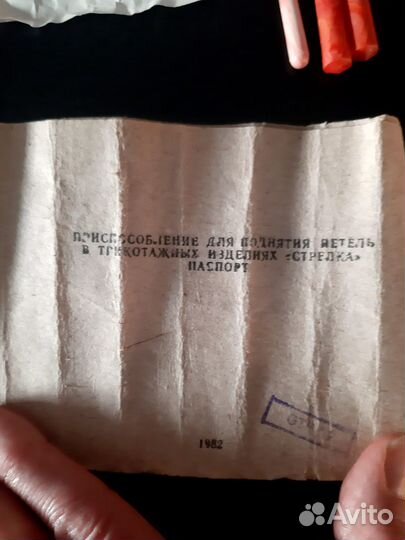 ПРИСПОСОБЛЕНИЕ ДЛЯ ПОДНЯТИЯ ПЕТЕЛЬ
В ТРИКОТАЖНЫХ ИЗДЕЛИЯХ «СТРЕЛКА»
ПАСПОРТ
1982
Avito